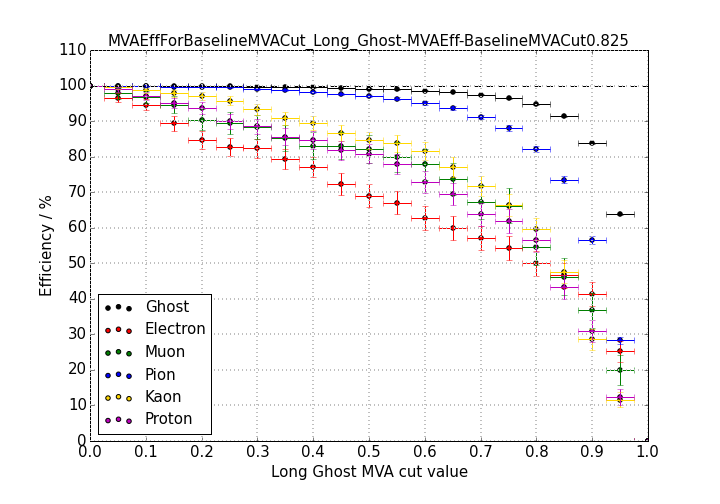 MVAEffForBaselineMVACut_Long_Ghost-MVAEff-BaselineMVACut0.825
110
100
90
80
70
60
50
40
30
20
10
0
Efficiency / %
Ghost
Electron
Muon
Pion
Kaon
Proton
0.0 0.1 0.2 0.3 0.4 0.5 0.6 0.7 0.8 0.9 1.0
Long Ghost MVA cut value